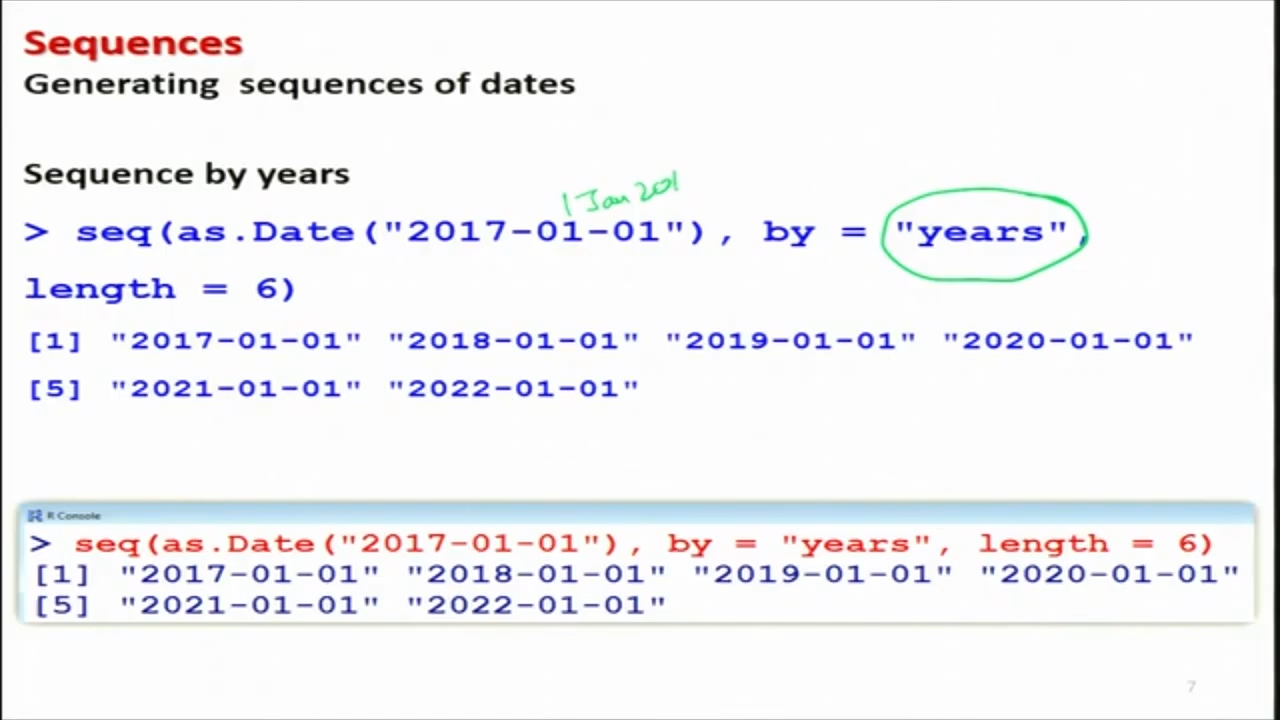 Sequences
Generating sequences of dates
Sequence by years
1 Jan 201
> seq(as.Date("2017-01-01"), by = "years",
length = 6)
[1] "2017-01-01" "2018-01-01" "2019-01-01" "2020-01-01"
[5] "2021-01-01" "2022-01-01"
R Console
> seq(as.Date("2017-01-01"), by = "years", length = 6)
[1] "2017-01-01" "2018-01-01" "2019-01-01" "2020-01-01"
[5] "2021-01-01" "2022-01-01"
7